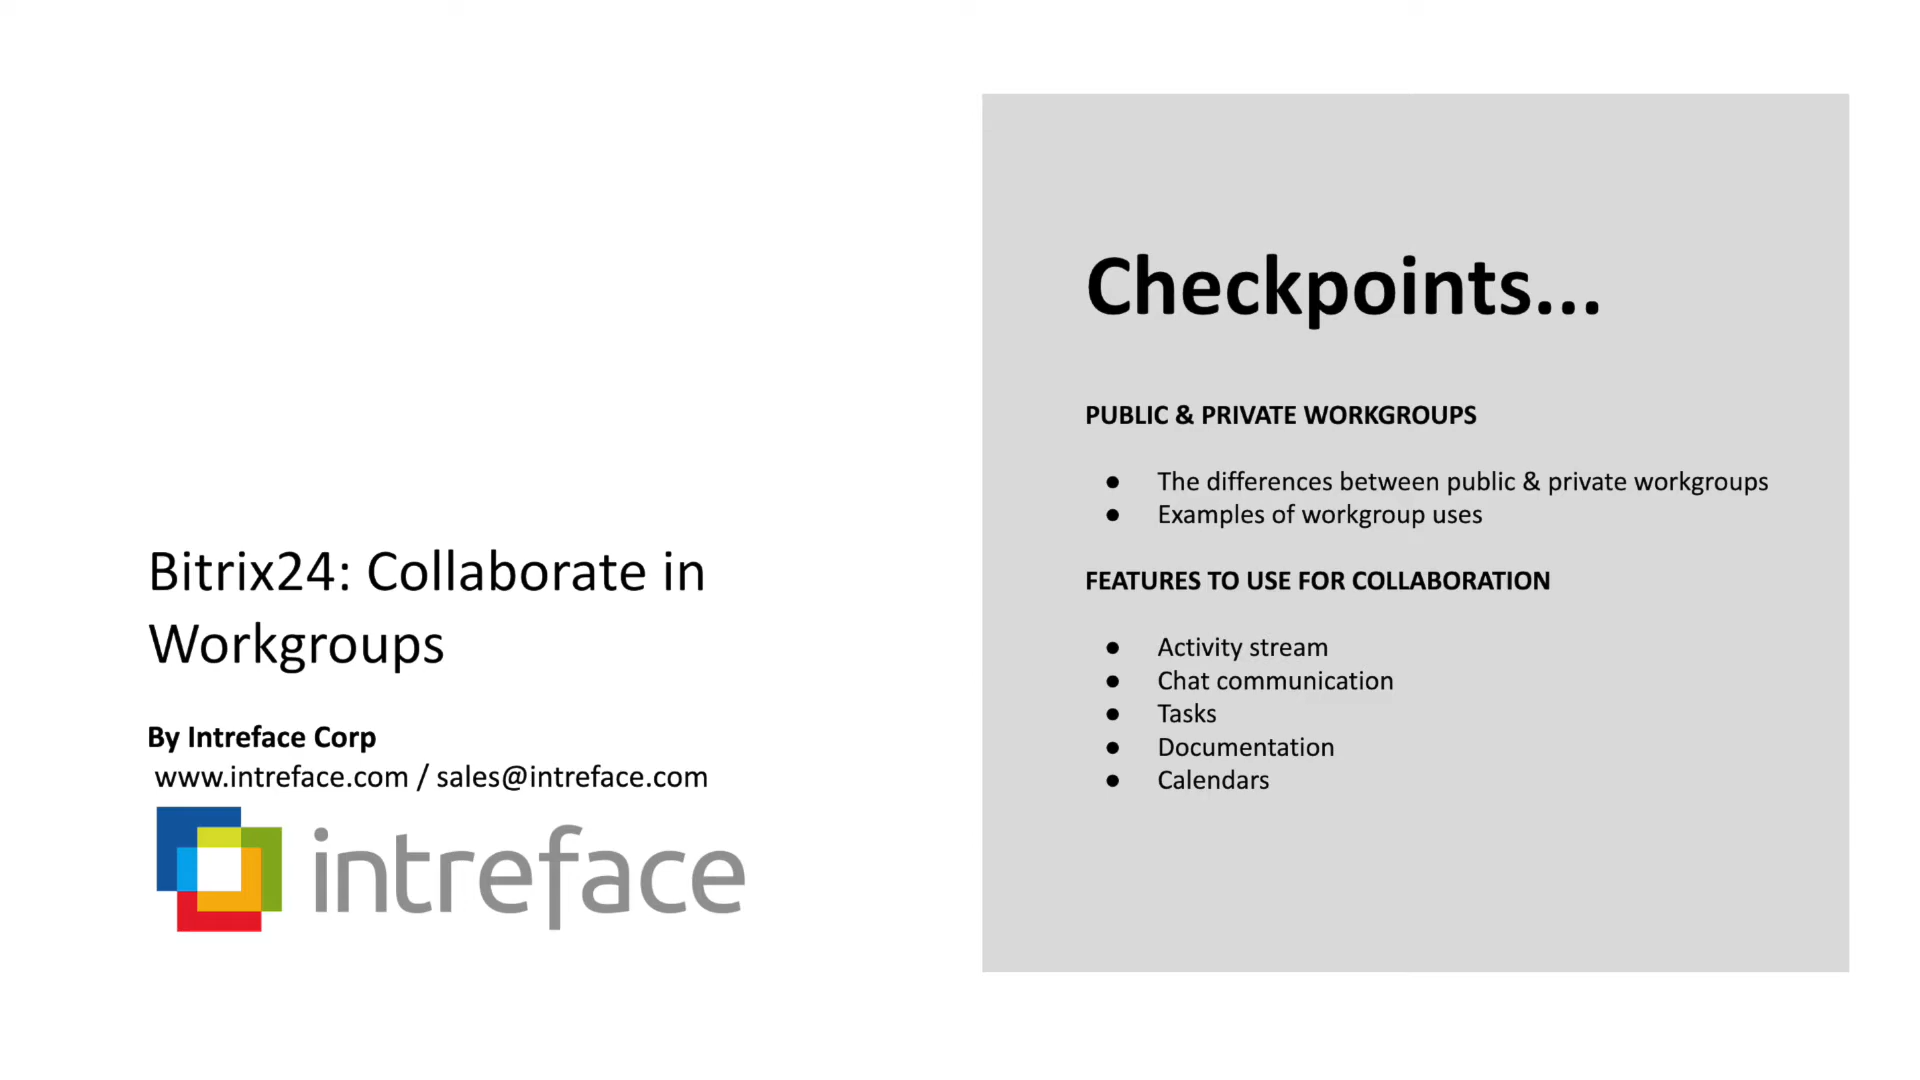 Bitrix24: Collaborate in
Workgroups
By Intreface Corp
www.intreface.com / sales@intreface.com
intreface
Checkpoints...
PUBLIC & PRIVATE WORKGROUPS
● The differences between public & private workgroups
● Examples of workgroup uses
FEATURES TO USE FOR COLLABORATION
● Activity stream
● Chat communication
● Tasks
● Documentation
● Calendars